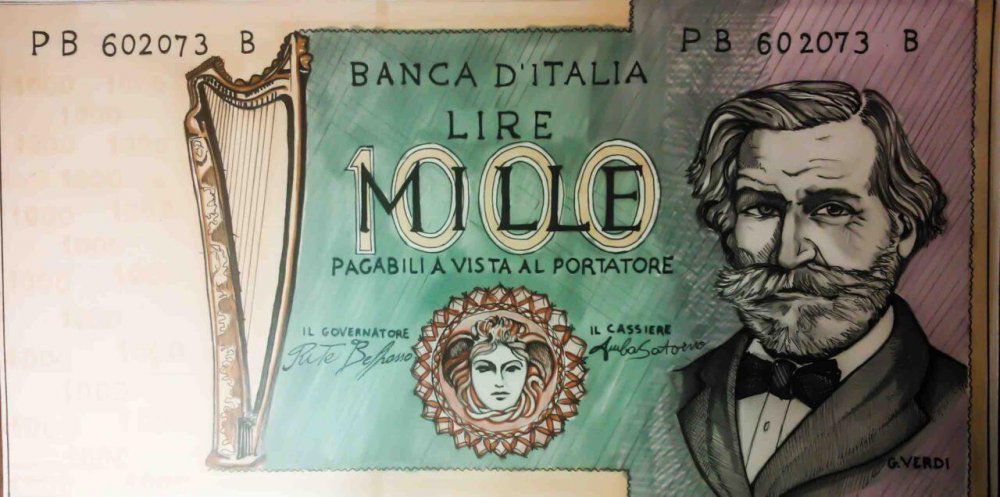 PB 602073 B
PB 602073 B
BANCA D'ITALIA
LIRE
1000
MILLE
PAGABILI A VISTA AL PORTATORE
IL GOVERNATORE
IL CASSIERE
G. VERDI